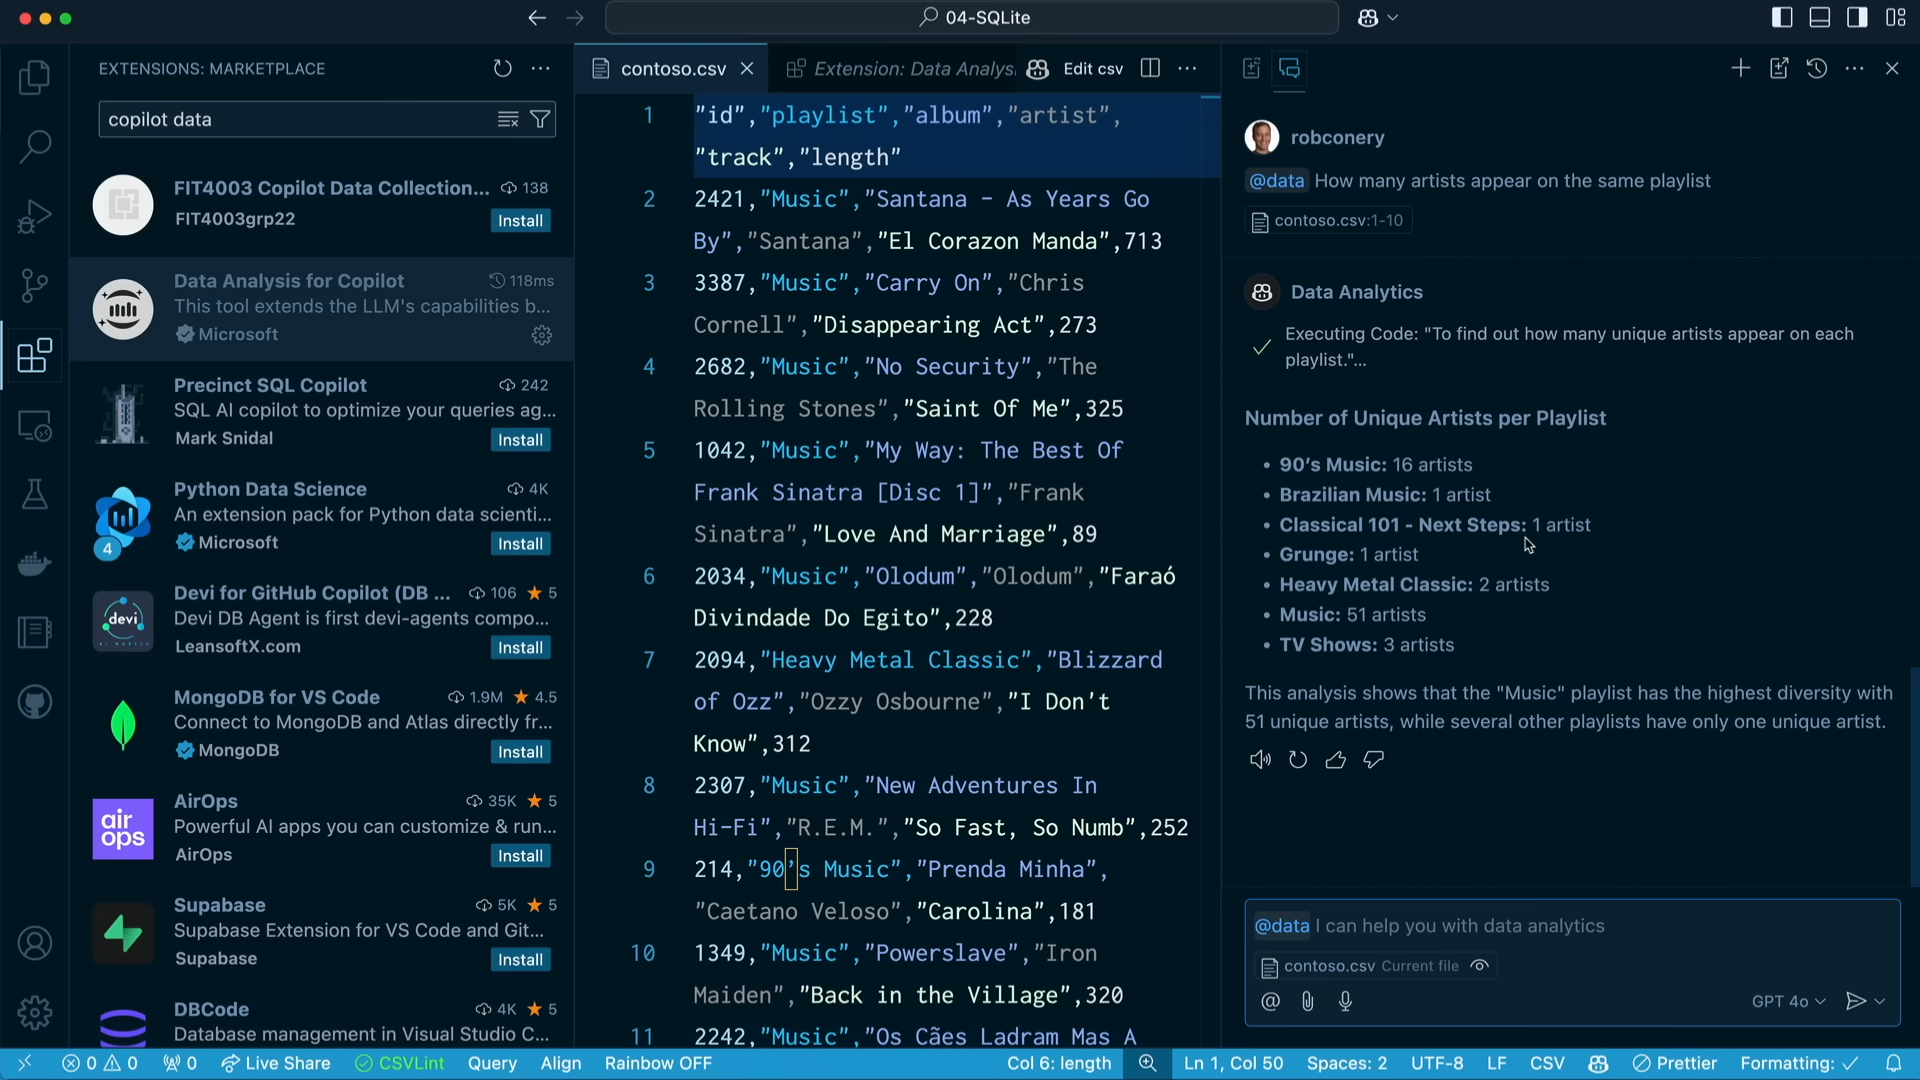 04-SQLite
EXTENSIONS: MARKETPLACE
copilot data
FIT4003 Copilot Data Collection... 138
FIT4003grp22 Install
Data Analysis for Copilot 118ms
This tool extends the LLM's capabilities b...
Microsoft
Precinct SQL Copilot 242
SQL AI copilot to optimize your queries ag...
Mark Snidal Install
Python Data Science 4K
An extension pack for Python data scienti...
4 Microsoft Install
Devi for GitHub Copilot (DB ... 106 ★ 5
devi
Devi DB Agent is first devi-agents compo...
LeansoftX.com Install
MongoDB for VS Code 1.9M ★ 4.5
Connect to MongoDB and Atlas directly fr...
MongoDB Install
AirOps 35K ★ 5
air ops
Powerful AI apps you can customize & run...
AirOps Install
Supabase 5K ★ 5
Supabase Extension for VS Code and Git...
Supabase Install
DBCode 4K ★ 5
Database management in Visual Studio C...
contoso.csv Extension: Data Analys. Edit csv ...
1 "id","playlist","album","artist",
"track","length"
2 2421,"Music","Santana - As Years Go
By","Santana","El Corazon Manda",713
3 3387,"Music","Carry On","Chris
Cornell","Disappearing Act",273
4 2682,"Music","No Security","The
Rolling Stones","Saint Of Me",325
5 1042,"Music","My Way: The Best Of
Frank Sinatra [Disc 1]","Frank
Sinatra","Love And Marriage",89
6 2034,"Music","Olodum","Olodum","Faraó
Divindade Do Egito",228
7 2094,"Heavy Metal Classic","Blizzard
of Ozz","Ozzy Osbourne","I Don't
Know",312
8 2307,"Music","New Adventures In
Hi-Fi","R.E.M.","So Fast, So Numb",252
9 214,"90’s Music","Prenda Minha",
"Caetano Veloso","Carolina",181
10 1349,"Music","Powerslave","Iron
Maiden","Back in the Village",320
11 2242,"Music","Os Cães Ladram Mas A
robconery
@data How many artists appear on the same playlist
contoso.csv:1-10
Data Analytics
Executing Code: "To find out how many unique artists appear on each
playlist."...
Number of Unique Artists per Playlist
• 90’s Music: 16 artists
• Brazilian Music: 1 artist
• Classical 101 - Next Steps: 1 artist
• Grunge: 1 artist
• Heavy Metal Classic: 2 artists
• Music: 51 artists
• TV Shows: 3 artists
This analysis shows that the "Music" playlist has the highest diversity with
51 unique artists, while several other playlists have only one unique artist.
@data I can help you with data analytics
contoso.csv Current file
@ GPT 4o
0 0 0 Live Share CSVLint Query Align Rainbow OFF Col 6: length Ln 1, Col 50 Spaces: 2 UTF-8 LF CSV Prettier Formatting: ✓